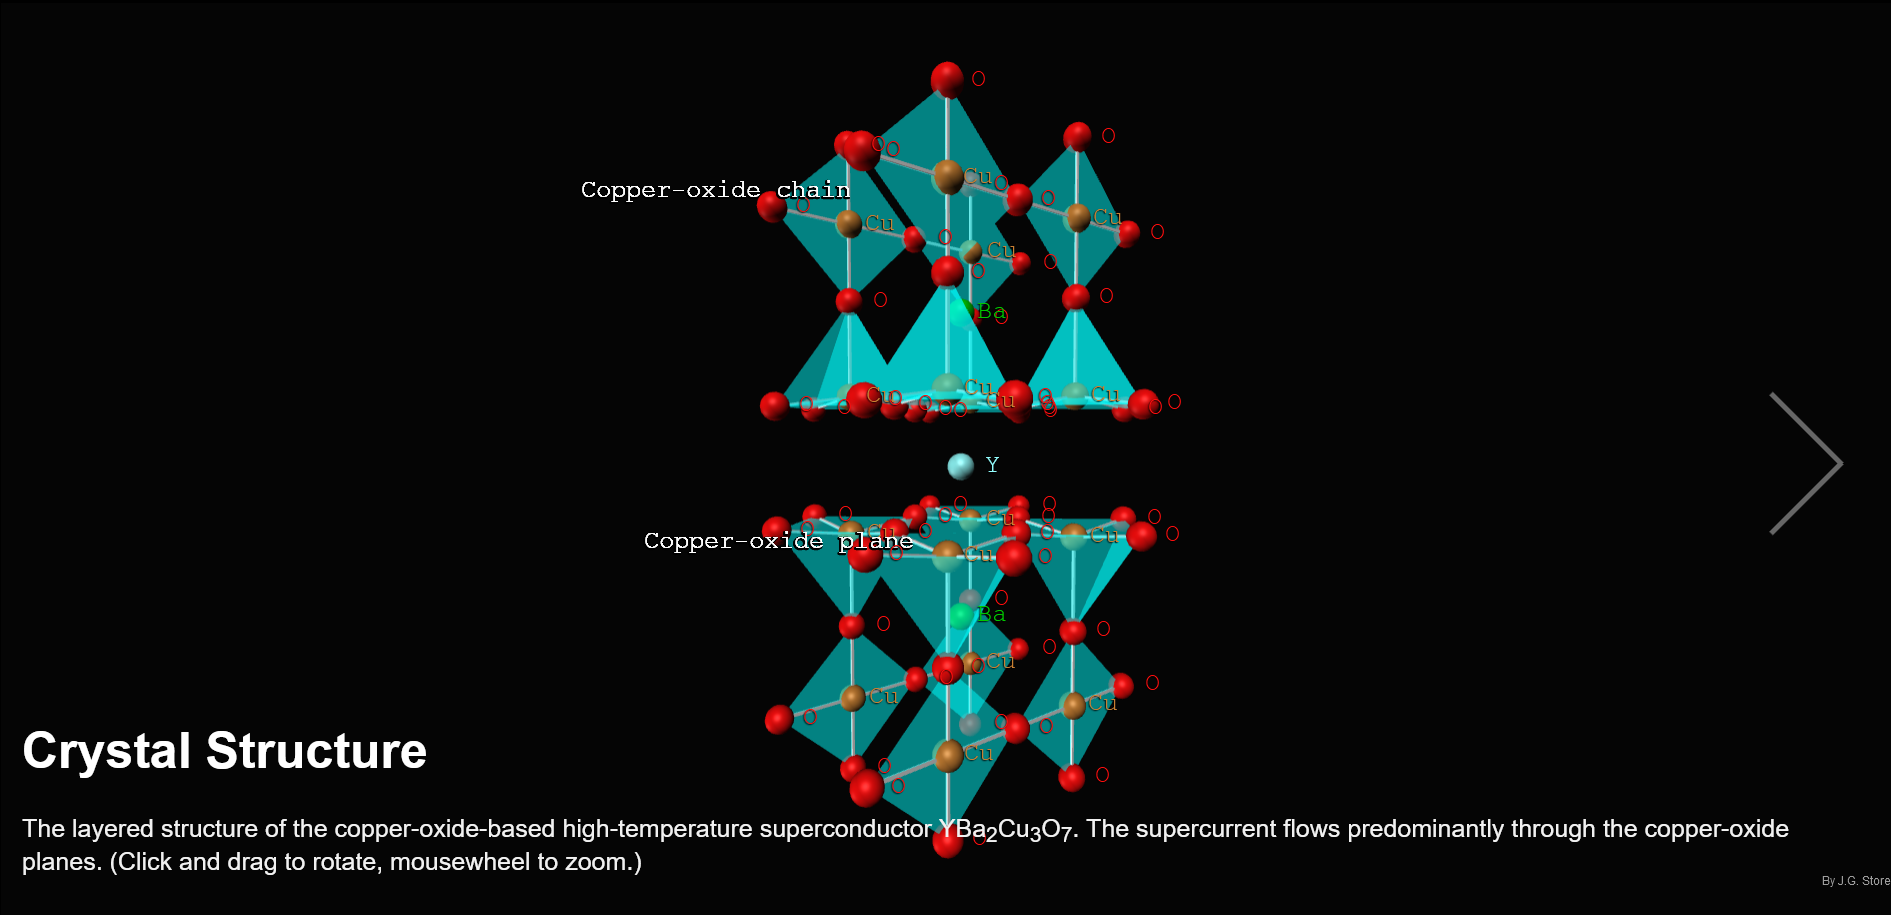 O
O
O
O
Copper-oxide chain
O
Cu
O
O
Cu
O
Cu
O
O
Cu
O
O
O
O
O
Ba
O
Cu
Cu
Cu
Cu
O
O
O
O
O
O
O
O
O
O
O
Y
O
O
O
O
Cu
O
O
O
Cu
O
O
Cu
O
Copper-oxide plane
O
Cu
O
O
Ba
O
O
O
Cu
O
O
O
Cu
O
Cu
O
O
O
Cu
O
O
O
Crystal Structure
The layered structure of the copper-oxide-based high-temperature superconductor YBa2Cu3O7. The supercurrent flows predominantly through the copper-oxide
planes. (Click and drag to rotate, mousewheel to zoom.)
O
By J.G. Store